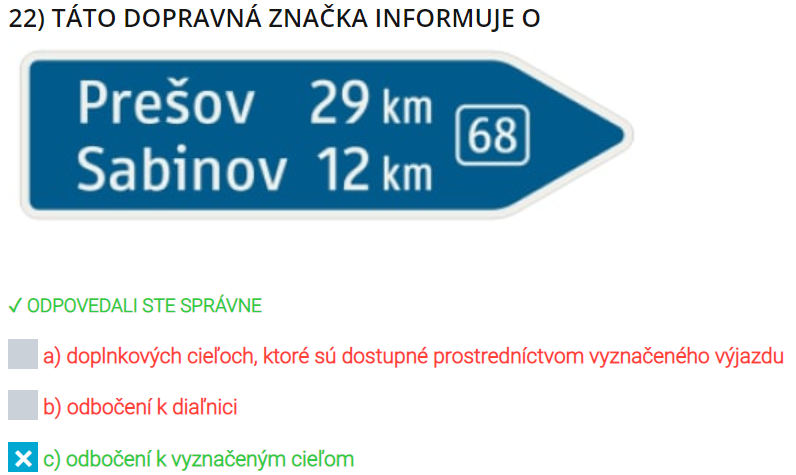 22) TÁTO DOPRAVNÁ ZNAČKA INFORMUJE O
Prešov 29 km
68
Sabinov 12 km
✓ ODPOVEDALI STE SPRÁVNE
a) doplnkových cieľoch, ktoré sú dostupné prostredníctvom vyznačeného výjazdu
b) odbočení k diaľnici
c) odbočení k vyznačeným cieľom